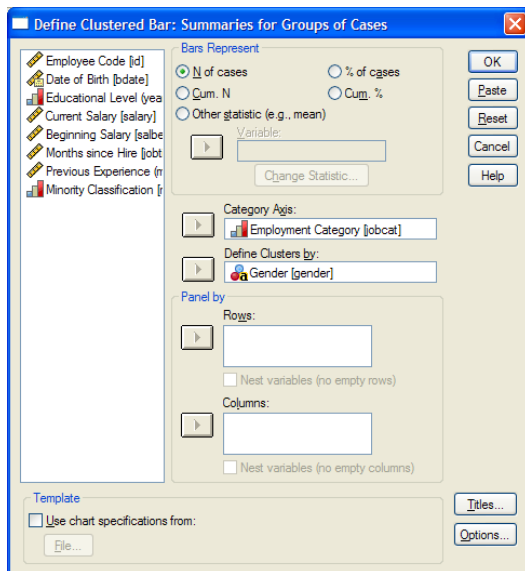 Define Clustered Bar: Summaries for Groups of Cases
Employee Code [id]
Date of Birth [bdate]
Educational Level (yea
Current Salary [salary]
Beginning Salary [salbe
Months since Hire [jobt
Previous Experience (m
Minority Classification [r
Bars Represent
N of cases
% of cases
Cum. N
Cum. %
Other statistic (e.g., mean)
Variable:
Change Statistic...
Category Axis:
Employment Category [jobcat]
Define Clusters by:
Gender [gender]
Panel by
Rows:
Nest variables (no empty rows)
Columns:
Nest variables (no empty columns)
OK
Paste
Reset
Cancel
Help
Template
Use chart specifications from:
File...
Titles...
Options...